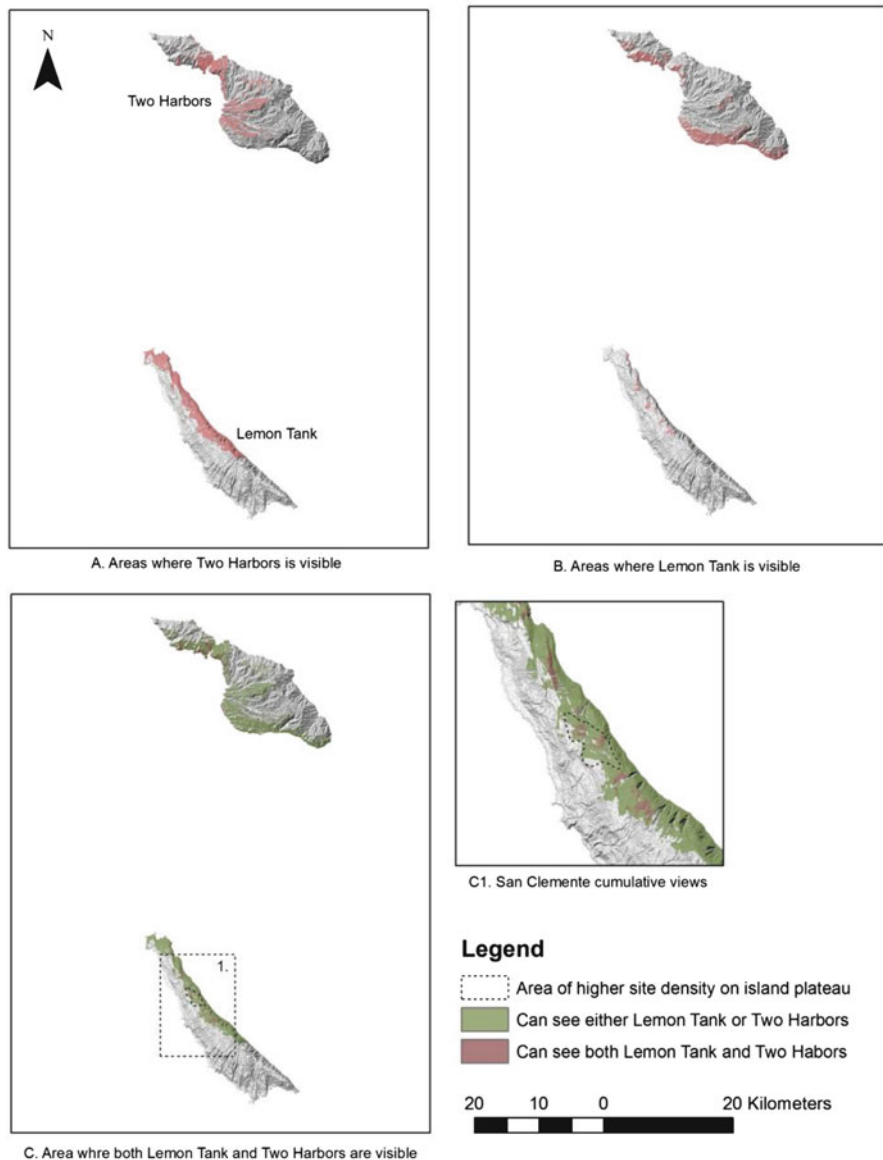 N
Two Harbors
Lemon Tank
A. Areas where Two Harbors is visible
B. Areas where Lemon Tank is visible
1.
C. Area whre both Lemon Tank and Two Harbors are visible
C1. San Clemente cumulative views
Legend
Area of higher site density on island plateau
Can see either Lemon Tank or Two Harbors
Can see both Lemon Tank and Two Habors
20 10 0 20 Kilometers